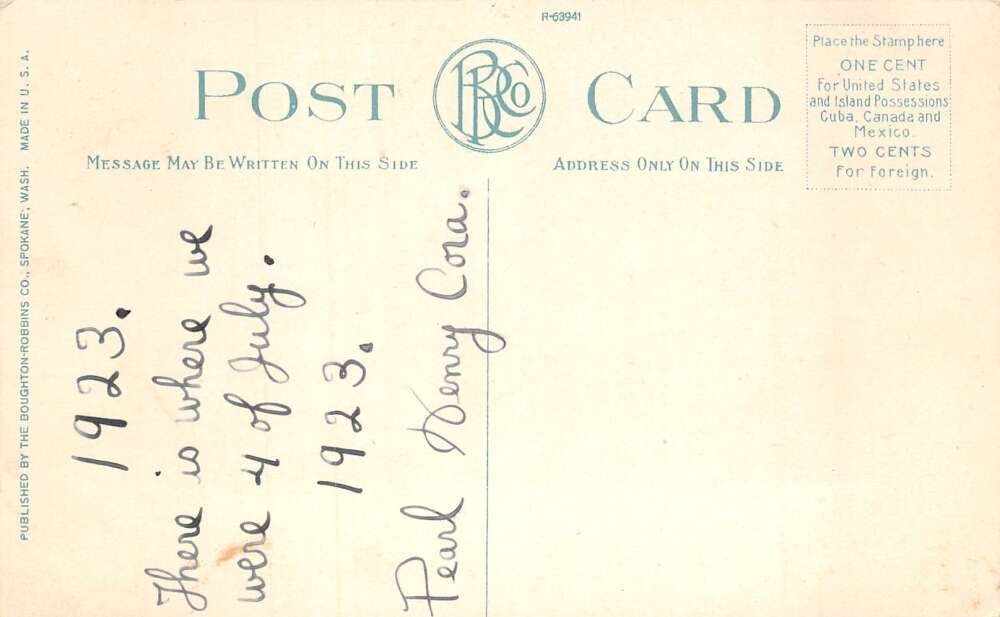 R-63941
POST CARD
BRCo
MESSAGE MAY BE WRITTEN ON THIS SIDE
ADDRESS ONLY ON THIS SIDE
Place the Stamp here
ONE CENT
For United States
and Island Possessions
Cuba, Canada and
Mexico.
TWO CENTS
For Foreign.
PUBLISHED BY THE BOUGHTON-ROBBINS CO., SPOKANE, WASH. MADE IN U. S. A.
1923.
There is where we
were 4 of July.
1923.
Pearl Henry Cora.